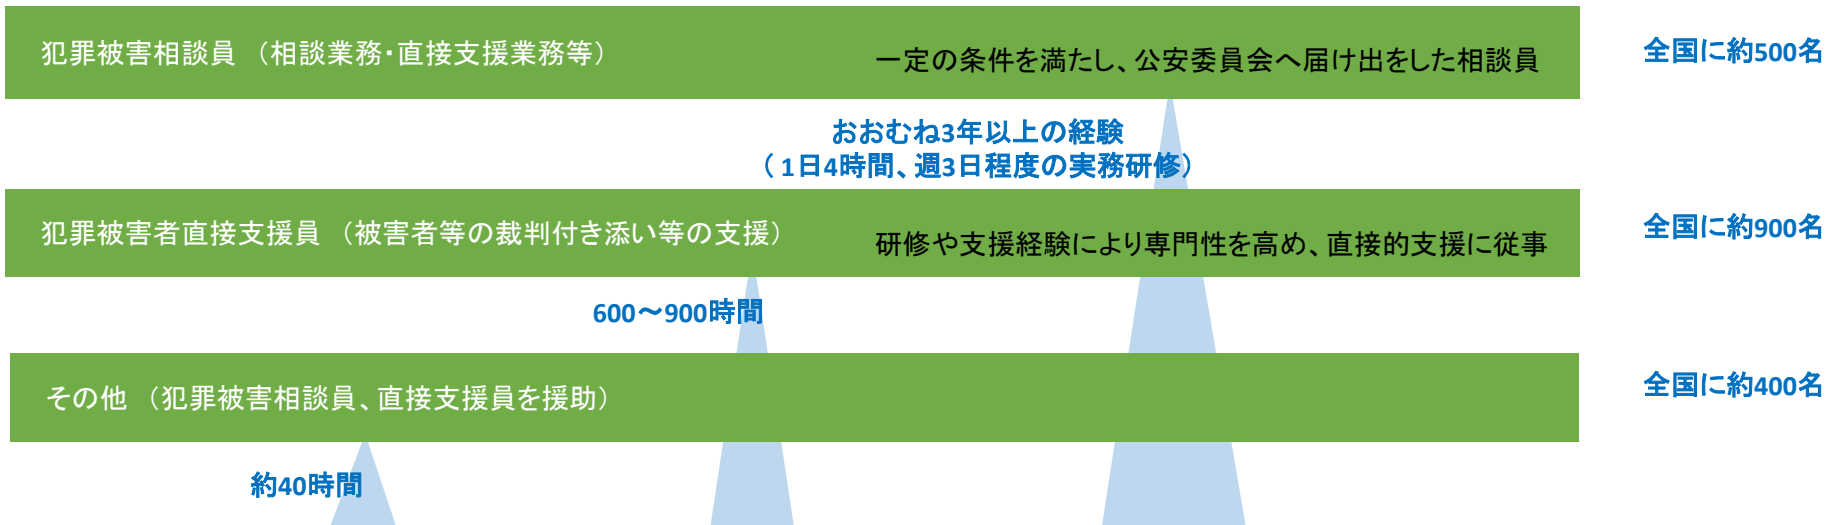 犯罪被害相談員　（相談業務・直接支援業務等）
一定の条件を満たし、公安委員会へ届け出をした相談員
全国に約500名
おおむね3年以上の経験
（ 1日4時間、週3日程度の実務研修）
犯罪被害者直接支援員　（被害者等の裁判付き添い等の支援）
研修や支援経験により専門性を高め、直接的支援に従事
全国に約900名
600～900時間
その他　（犯罪被害相談員、直接支援員を援助）
全国に約400名
約40時間